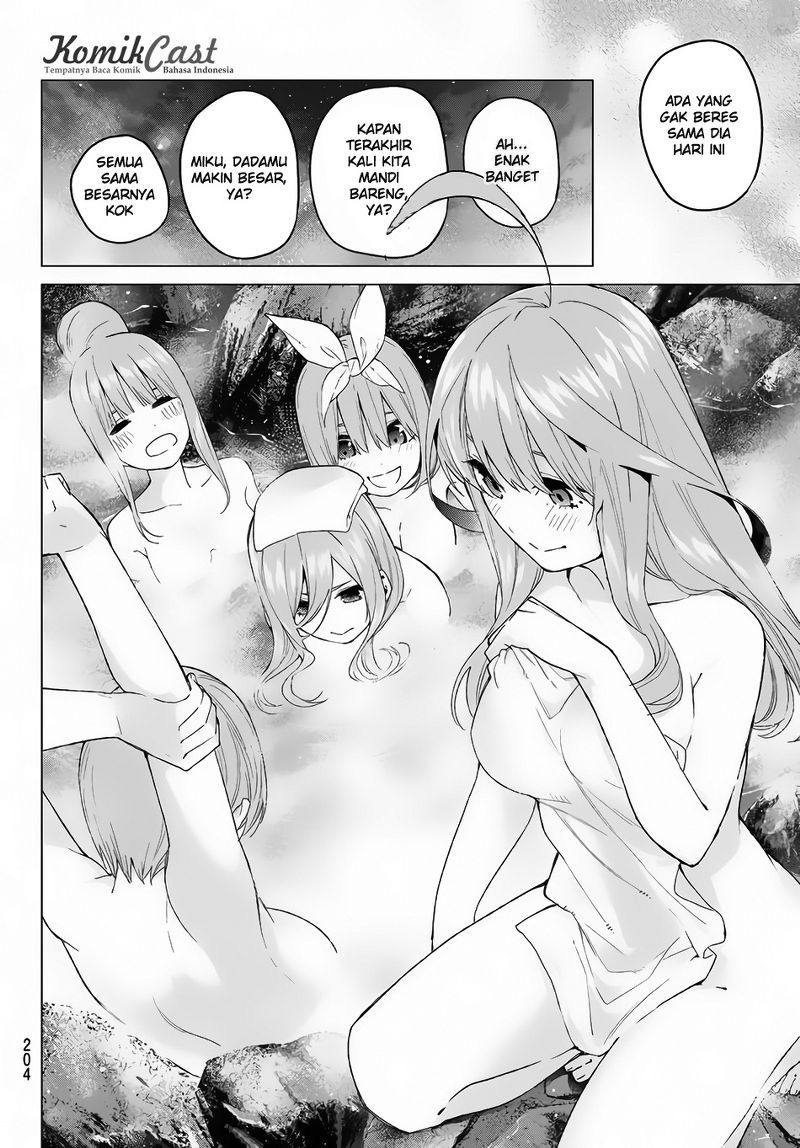 KomikCast
Tempatnya Baca Komik Bahasa Indonesia
ADA YANG
GAK BERES
SAMA DIA
HARI INI
AH...
ENAK
BANGET
KAPAN
TERAKHIR
KALI KITA
MANDI
BARENG,
YA?
MIKU, DADAMU
MAKIN BESAR,
YA?
SEMUA
SAMA
BESARNYA
KOK
204